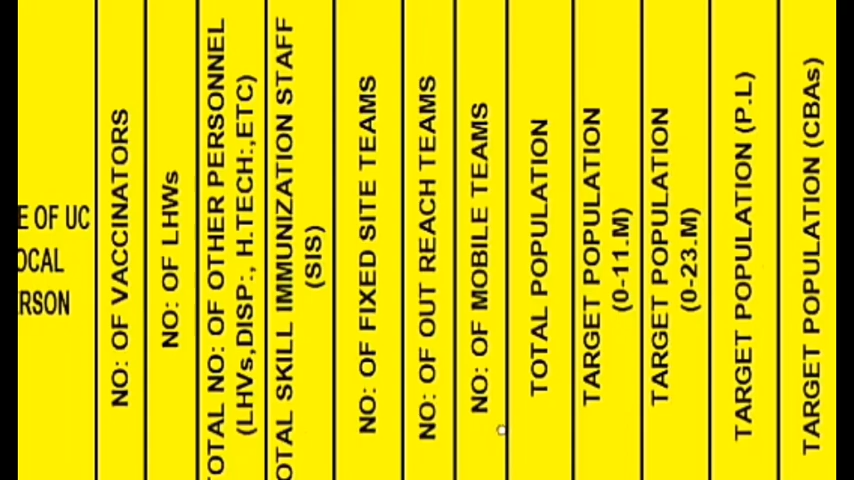 E OF UC
OCAL
RSON
NO: OF VACCINATORS
NO: OF LHWs
TOTAL NO: OF OTHER PERSONNEL
(LHVs,DISP:, H.TECH:,ETC)
OTAL SKILL IMMUNIZATION STAFF
(SIS)
NO: OF FIXED SITE TEAMS
NO: OF OUT REACH TEAMS
NO: OF MOBILE TEAMS
TOTAL POPULATION
TARGET POPULATION
(0-11.M)
TARGET POPULATION
(0-23.M)
TARGET POPULATION (P.L)
TARGET POPULATION (CBAs)